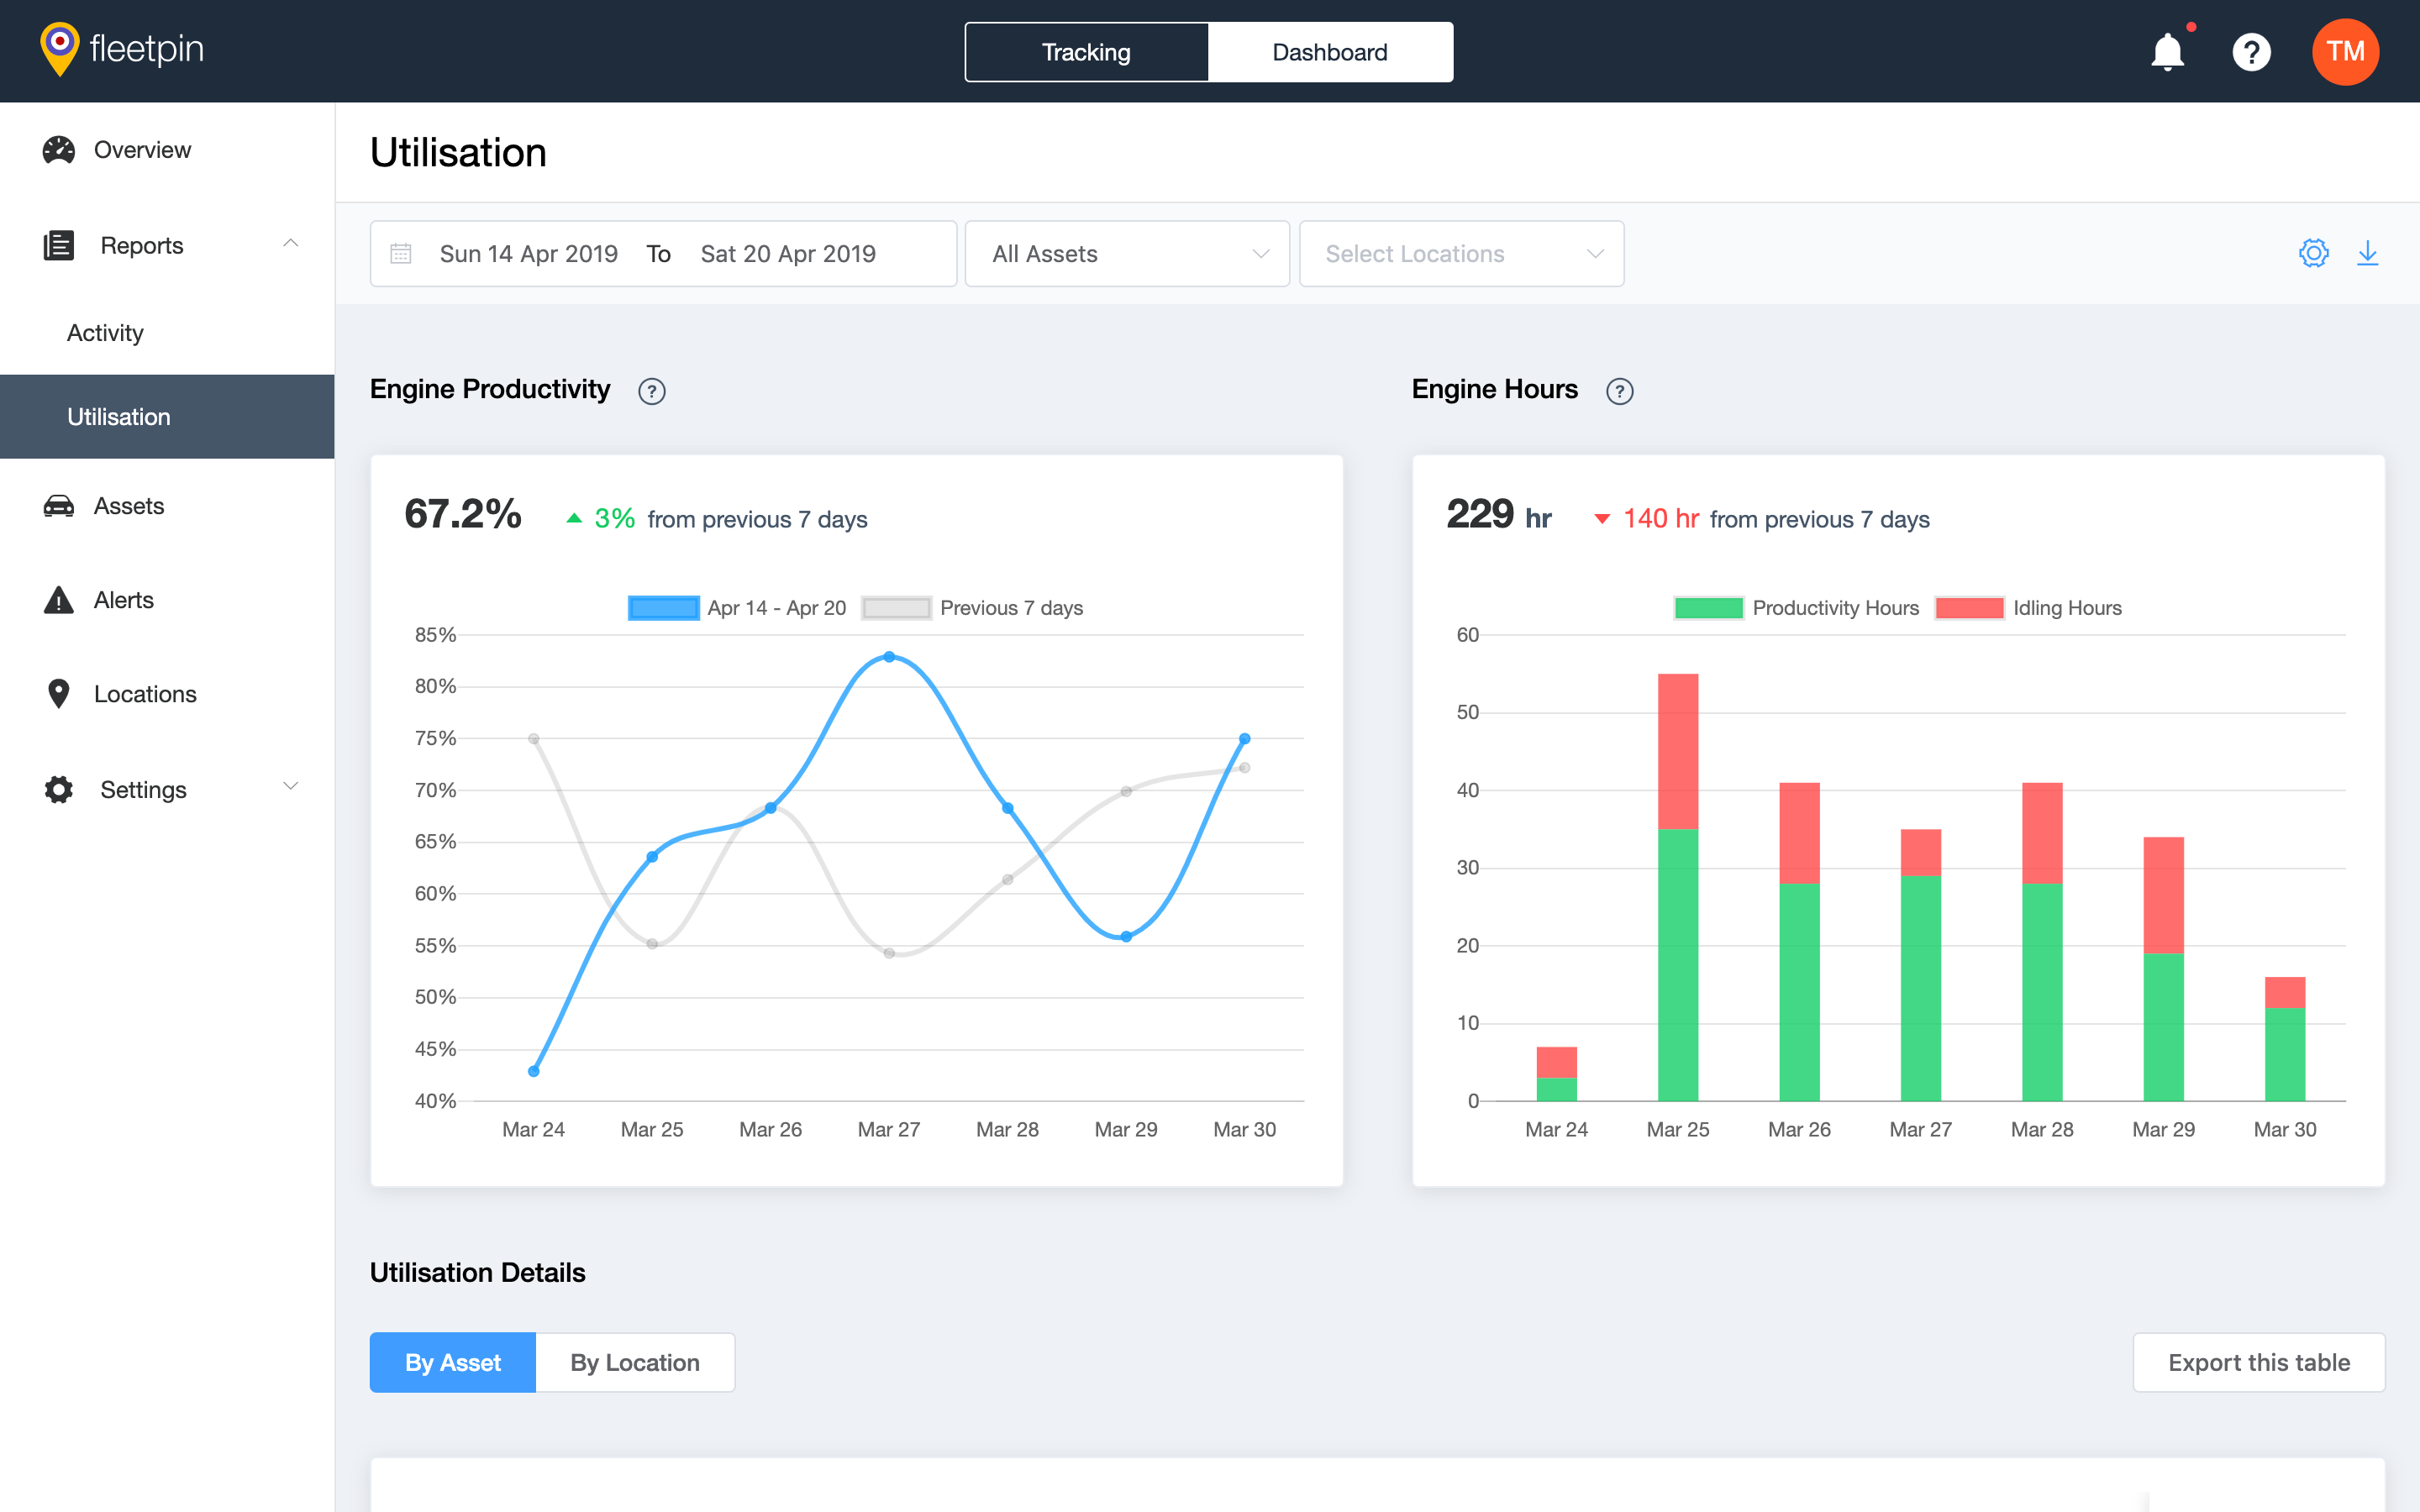 fleetpin
Tracking
Dashboard
?
TM
Overview
Reports
Activity
Utilisation
Assets
Alerts
Locations
Settings
Utilisation
Sun 14 Apr 2019 To Sat 20 Apr 2019
All Assets
Select Locations
Engine Productivity ?
67.2% 3% from previous 7 days
Apr 14 - Apr 20 Previous 7 days
85%
80%
75%
70%
65%
60%
55%
50%
45%
40%
Mar 24 Mar 25 Mar 26 Mar 27 Mar 28 Mar 29 Mar 30
Engine Hours ?
229 hr 140 hr from previous 7 days
Productivity Hours Idling Hours
60
50
40
30
20
10
0
Mar 24 Mar 25 Mar 26 Mar 27 Mar 28 Mar 29 Mar 30
Utilisation Details
By Asset By Location
Export this table